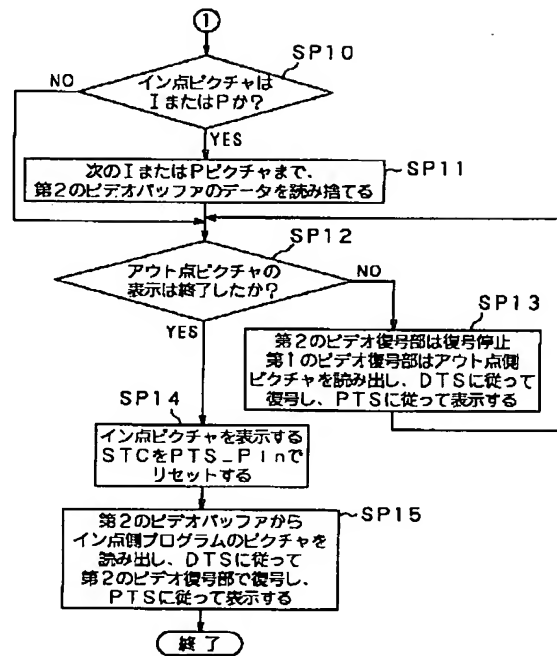 1
SP10
イン点ピクチャは
IまたはPか?
NO
YES
次のIまたはPピクチャまで、
第2のビデオバッファのデータを読み捨てる
SP11
SP12
アウト点ピクチャの
表示は終了したか?
NO
YES
SP13
第2のビデオ復号部は復号停止
第1のビデオ復号部はアウト点側
ピクチャを読み出し、DTSに従って
復号し、PTSに従って表示する
SP14
イン点ピクチャを表示する
STCをPTS_PInで
リセットする
SP15
第2のビデオバッファから
イン点側プログラムのピクチャを
読み出し、DTSに従って
第2のビデオ復号部で復号し、
PTSに従って表示する
終了